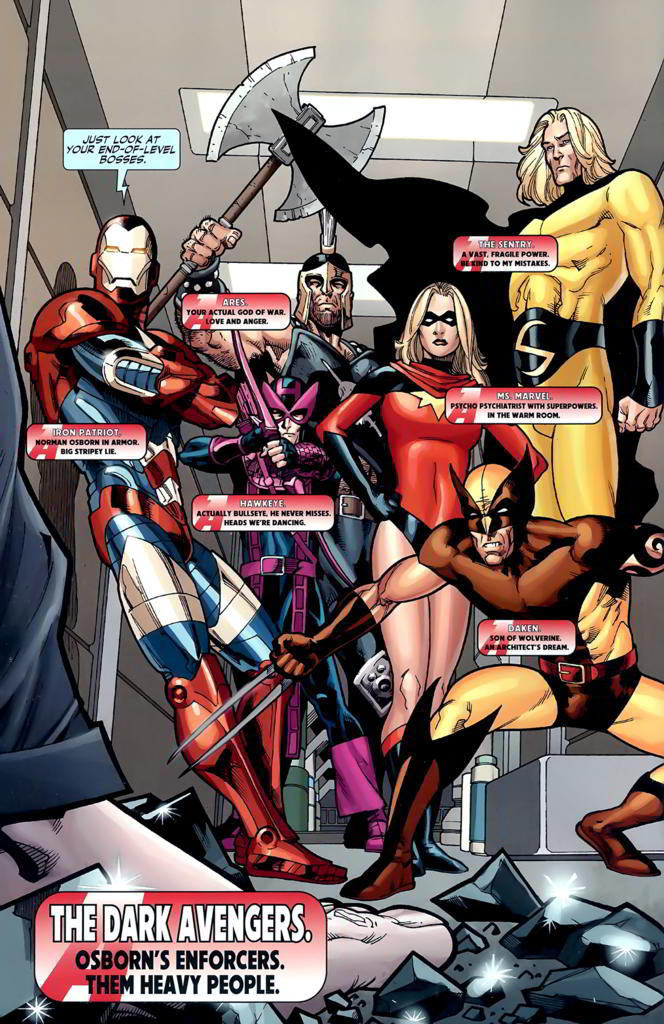 JUST LOOK AT
YOUR END-OF-LEVEL
BOSSES.
THE SENTRY.
A VAST, FRAGILE POWER.
BE KIND TO MY MISTAKES.
ARES.
YOUR ACTUAL GOD OF WAR.
LOVE AND ANGER.
MS. MARVEL.
PSYCHO PSYCHIATRIST WITH SUPERPOWERS.
IN THE WARM ROOM.
IRON PATRIOT.
NORMAN OSBORN IN ARMOR.
BIG STRIPEY LIE.
HAWKEYE.
ACTUALLY BULLSEYE, HE NEVER MISSES.
HEADS WE'RE DANCING.
DAKEN.
SON OF WOLVERINE.
AN ARCHITECT'S DREAM.
THE DARK AVENGERS.
OSBORN'S ENFORCERS.
THEM HEAVY PEOPLE.